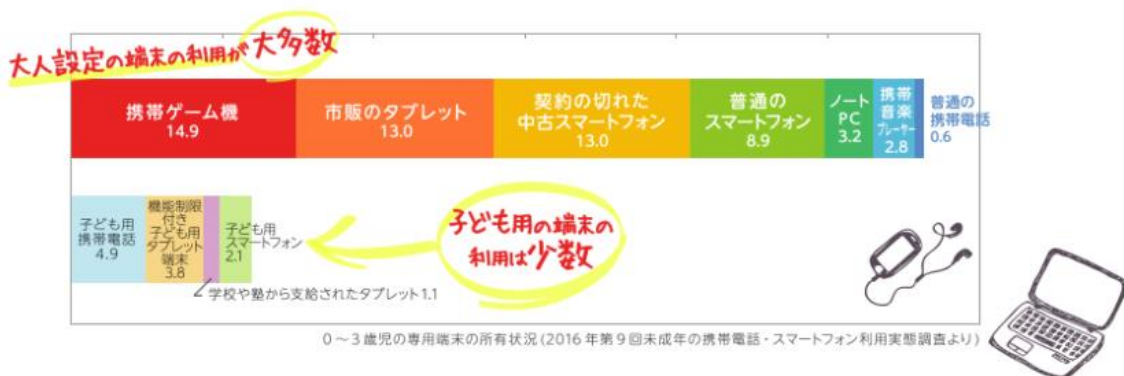 大人設定の端末の利用が大多数
携帯ゲーム機
14.9
市販のタブレット
13.0
契約の切れた
中古スマートフォン
13.0
普通の
スマートフォン
8.9
ノート
PC
3.2
携帯
音楽
プレーヤー
2.8
普通の
携帯電話
0.6
子ども用
携帯電話
4.9
機能制限
付き
子ども用
タブレット
端末
3.8
子ども用
スマートフォン
2.1
学校や塾から支給されたタブレット1.1
子ども用の端末の
利用は少数
0～3歳児の専用端末の所有状況(2016年第9回未成年の携帯電話・スマートフォン利用実態調査より)